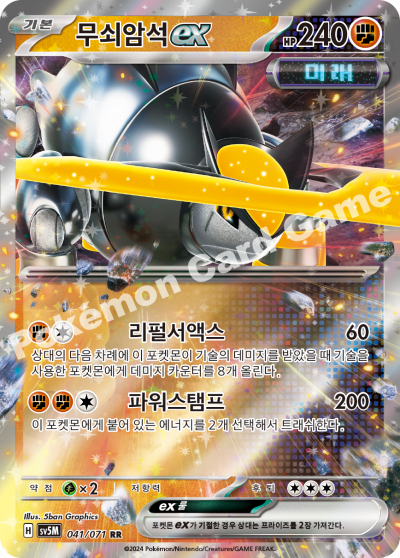 기본 무쇠암석 ex HP 240
미래
Pokémon Card Game
리펄서액스 60
상대의 다음 차례에 이 포켓몬이 기술의 데미지를 받았을 때 기술을
사용한 포켓몬에게 데미지 카운터를 8개 올린다.
파워스탬프 200
이 포켓몬에게 붙어 있는 에너지를 2개 선택해서 트래쉬한다.
약점 ×2 저항력 후퇴
Illus. 5ban Graphics
ex룰
H SV5M 041/071 RR
포켓몬 ex가 기절한 경우 상대는 프라이즈를 2장 가져간다.
©2024 Pokémon/Nintendo/Creatures/GAME FREAK.